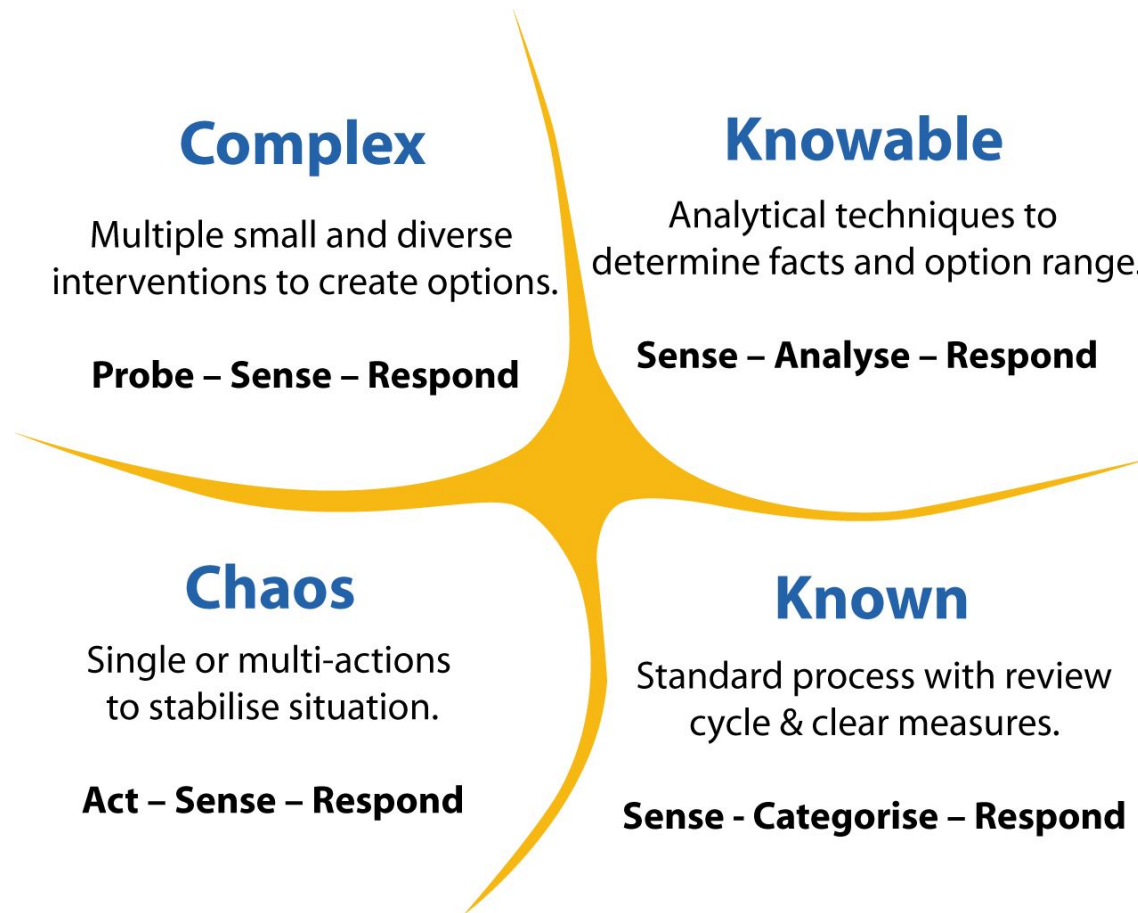 Complex
Multiple small and diverse
interventions to create options.
Probe – Sense – Respond
Knowable
Analytical techniques to
determine facts and option range.
Sense – Analyse – Respond
Chaos
Single or multi-actions
to stabilise situation.
Act – Sense – Respond
Known
Standard process with review
cycle & clear measures.
Sense - Categorise – Respond